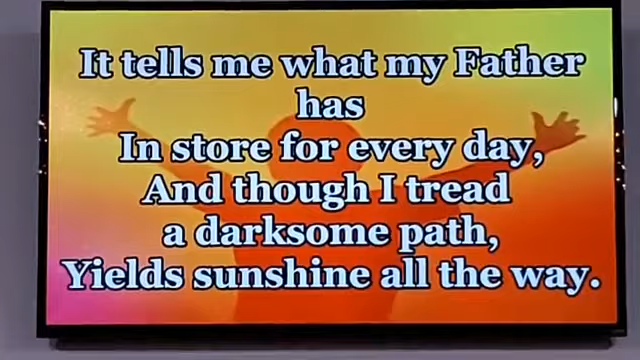 It tells me what my Father
has
In store for every day,
And though I tread
a darksome path,
Yields sunshine all the way.